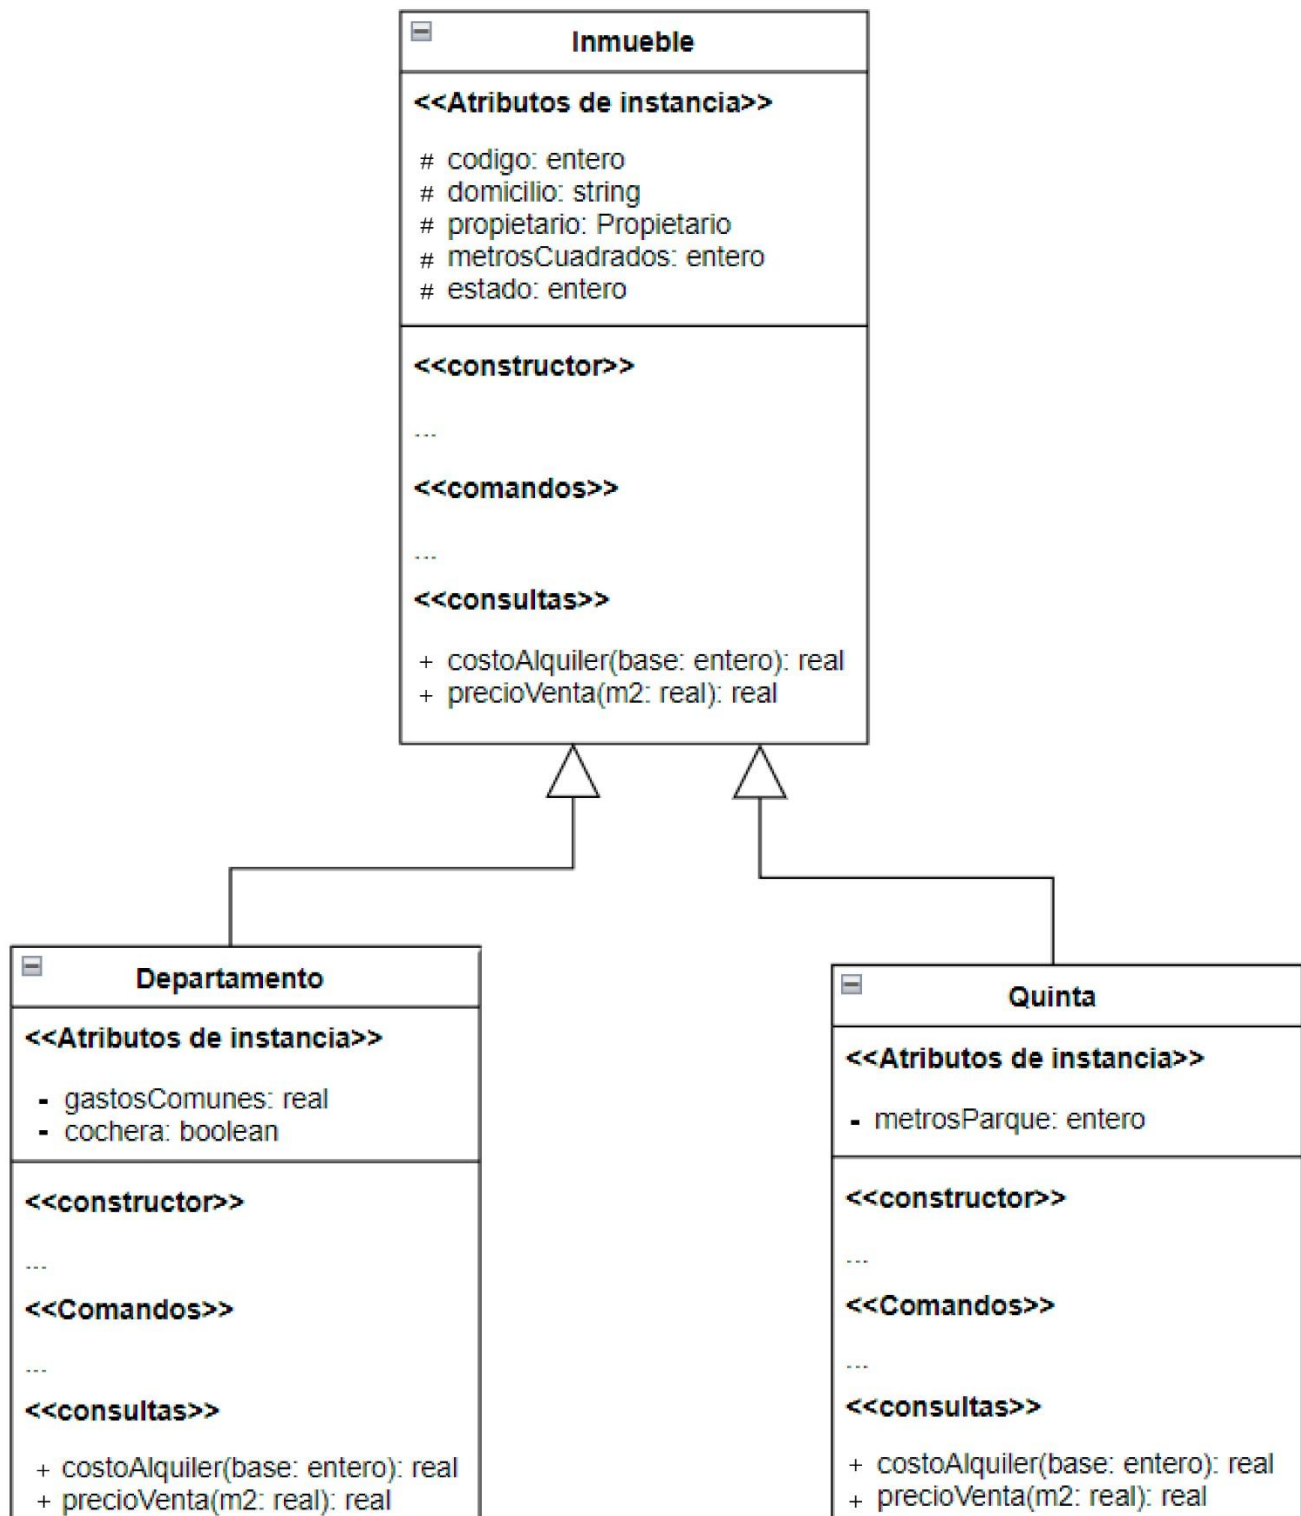 Inmueble
<<Atributos de instancia>>
# codigo: entero
# domicilio: string
# propietario: Propietario
# metrosCuadrados: entero
# estado: entero
<<constructor>>
...
<<comandos>>
...
<<consultas>>
+ costoAlquiler(base: entero): real
+ precioVenta(m2: real): real
Departamento
<<Atributos de instancia>>
- gastosComunes: real
- cochera: boolean
<<constructor>>
...
<<Comandos>>
...
<<consultas>>
+ costoAlquiler(base: entero): real
+ precioVenta(m2: real): real
Quinta
<<Atributos de instancia>>
- metrosParque: entero
<<constructor>>
...
<<Comandos>>
...
<<consultas>>
+ costoAlquiler(base: entero): real
+ precioVenta(m2: real): real